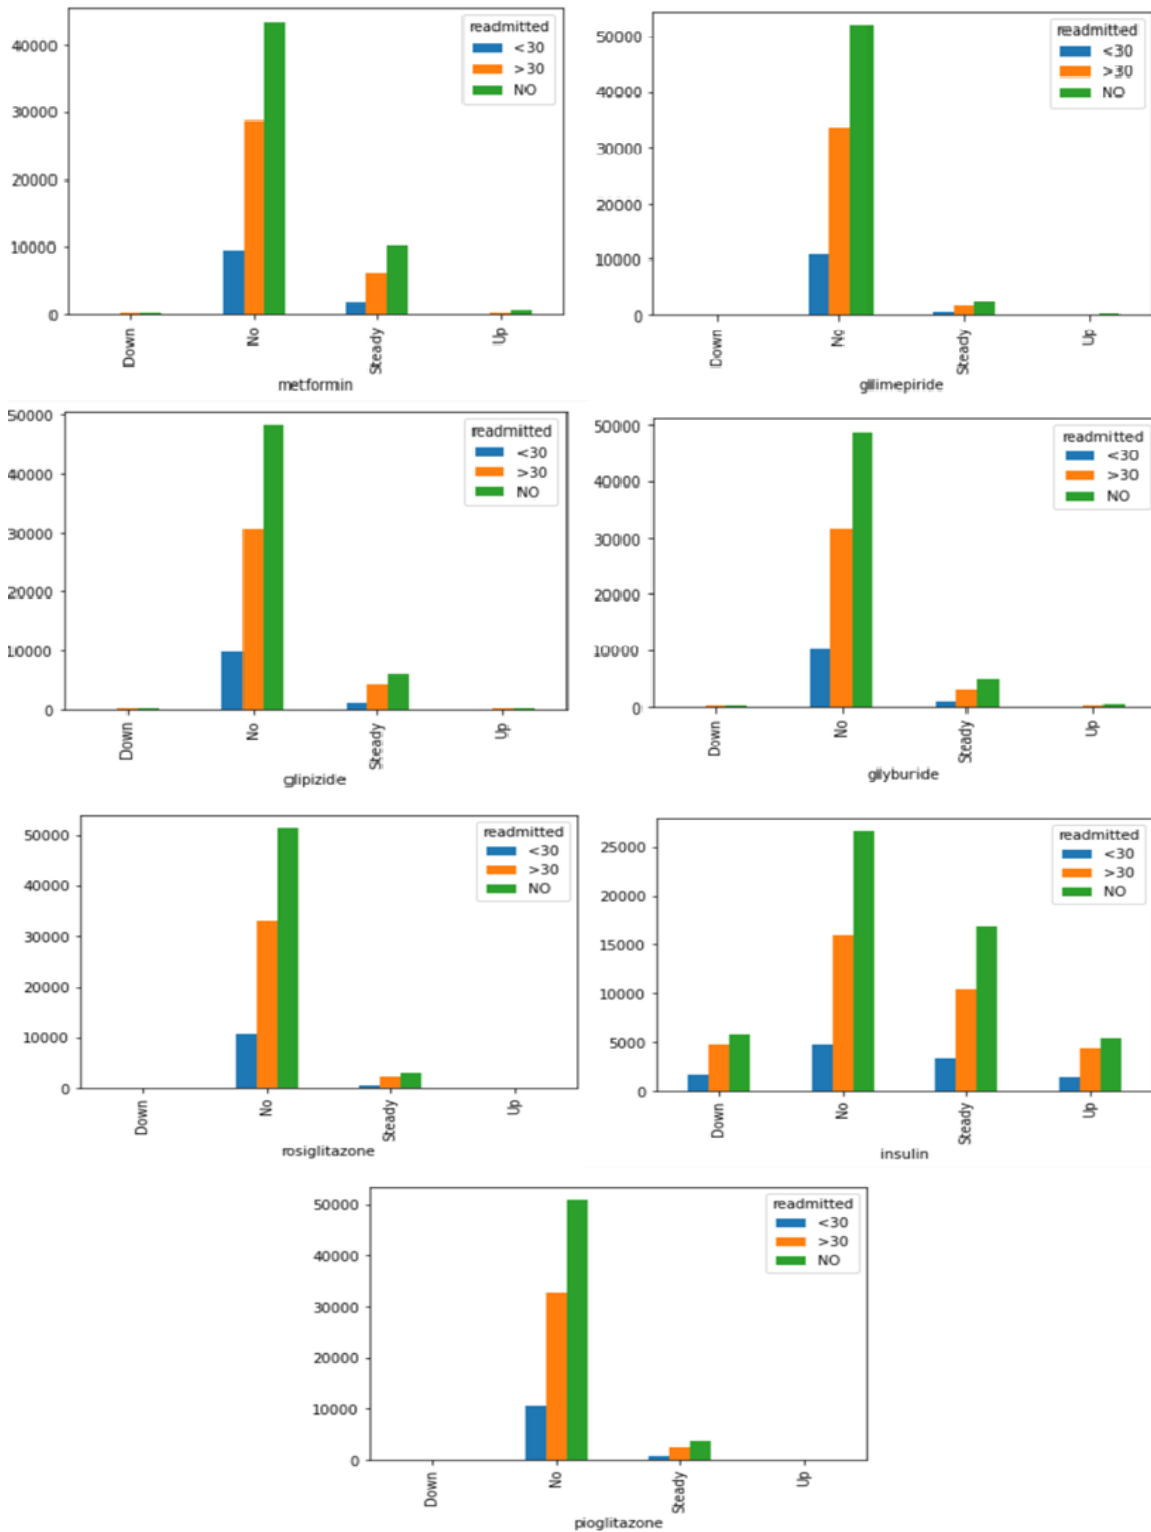 readmitted
<30
>30
NO
40000
30000
20000
10000
0
Down
No
Steady
Up
metformin
readmitted
<30
>30
NO
50000
40000
30000
20000
10000
0
Down
No
Steady
Up
glimepiride
readmitted
<30
>30
NO
50000
40000
30000
20000
10000
0
Down
No
Steady
Up
glipizide
readmitted
<30
>30
NO
50000
40000
30000
20000
10000
0
Down
No
Steady
Up
glyburide
readmitted
<30
>30
NO
50000
40000
30000
20000
10000
0
Down
No
Steady
Up
rosiglitazone
readmitted
<30
>30
NO
25000
20000
15000
10000
5000
0
Down
No
Steady
Up
insulin
readmitted
<30
>30
NO
50000
40000
30000
20000
10000
0
Down
No
Steady
Up
pioglitazone